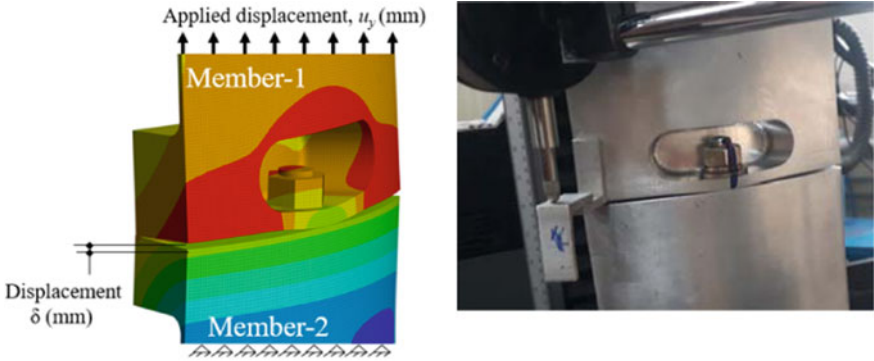 Applied displacement, u_y (mm)
Member-1
Displacement
δ (mm)
Member-2